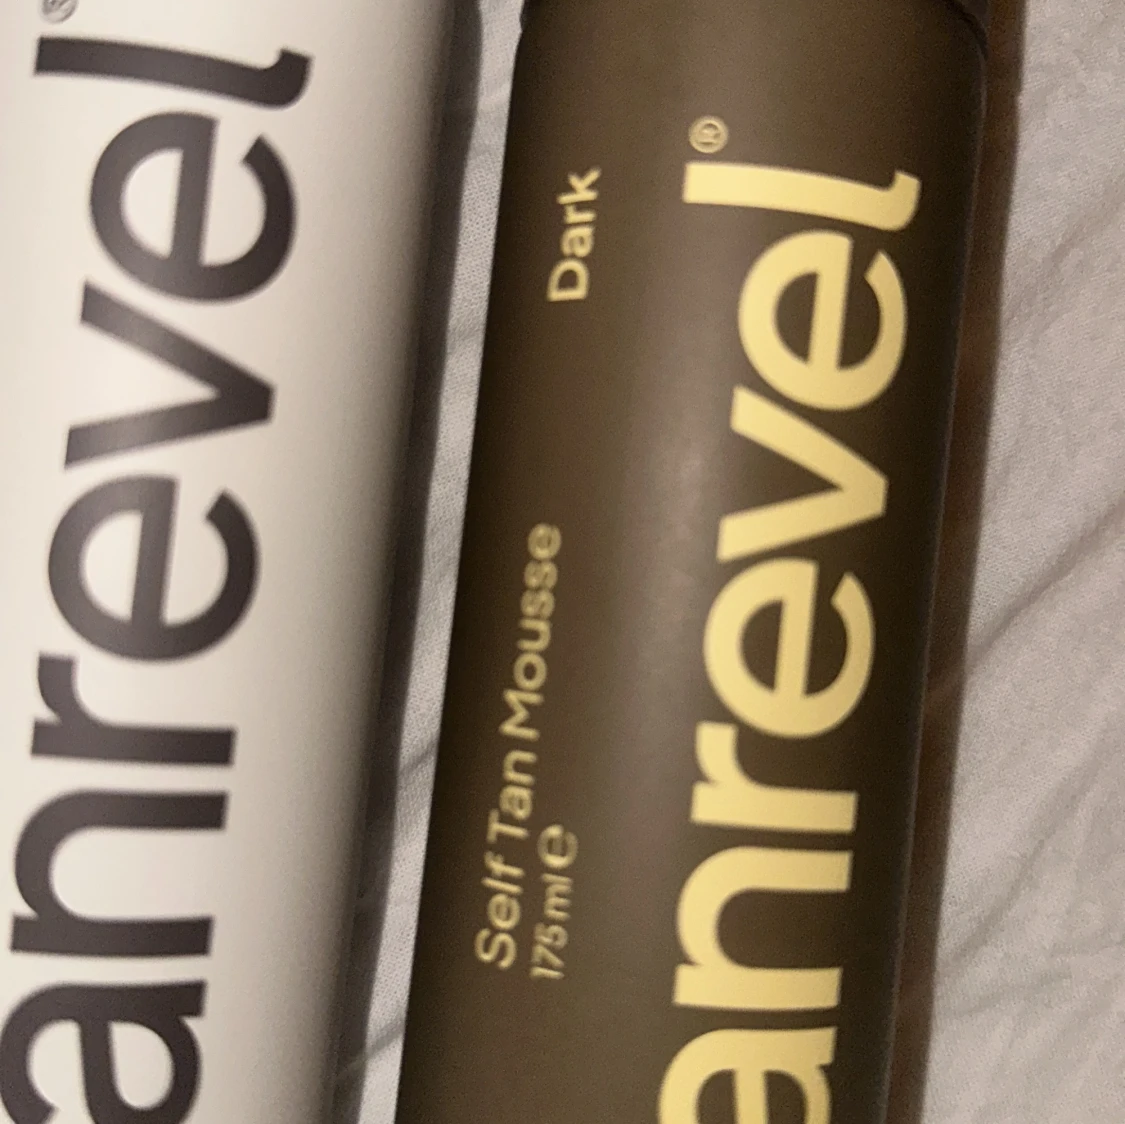 anrevel®
Dark
Self Tan Mousse
175 ml e
anrevel®